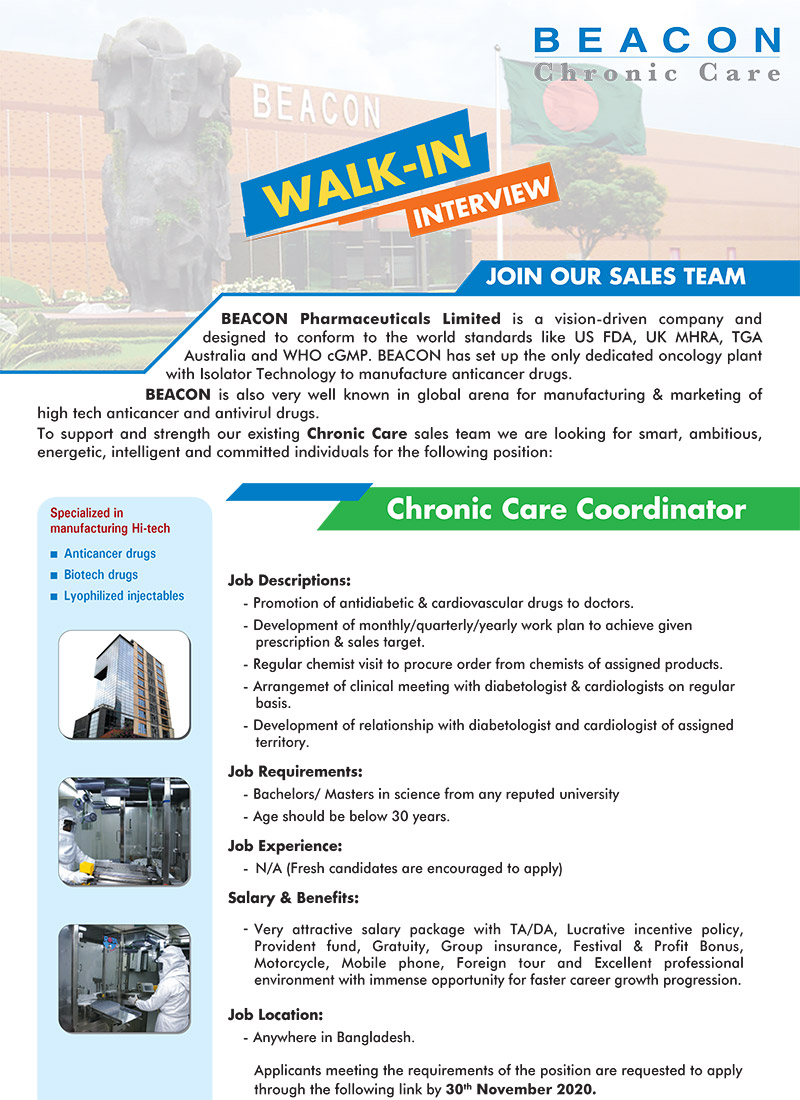 BEACON
Chronic Care
BEACON
WALK-IN
INTERVIEW
JOIN OUR SALES TEAM
BEACON Pharmaceuticals Limited is a vision-driven company and
designed to conform to the world standards like US FDA, UK MHRA, TGA
Australia and WHO cGMP. BEACON has set up the only dedicated oncology plant
with Isolator Technology to manufacture anticancer drugs.
BEACON is also very well known in global arena for manufacturing & marketing of
high tech anticancer and antivirul drugs.
To support and strength our existing Chronic Care sales team we are looking for smart, ambitious,
energetic, intelligent and committed individuals for the following position:
Specialized in
manufacturing Hi-tech
■ Anticancer drugs
■ Biotech drugs
■ Lyophilized injectables
Chronic Care Coordinator
Job Descriptions:
- Promotion of antidiabetic & cardiovascular drugs to doctors.
- Development of monthly/quarterly/yearly work plan to achieve given
prescription & sales target.
- Regular chemist visit to procure order from chemists of assigned products.
- Arrangemet of clinical meeting with diabetologist & cardiologists on regular
basis.
- Development of relationship with diabetologist and cardiologist of assigned
territory.
Job Requirements:
- Bachelors/ Masters in science from any reputed university
- Age should be below 30 years.
Job Experience:
- N/A (Fresh candidates are encouraged to apply)
Salary & Benefits:
- Very attractive salary package with TA/DA, Lucrative incentive policy,
Provident fund, Gratuity, Group insurance, Festival & Profit Bonus,
Motorcycle, Mobile phone, Foreign tour and Excellent professional
environment with immense opportunity for faster career growth progression.
Job Location:
- Anywhere in Bangladesh.
Applicants meeting the requirements of the position are requested to apply
through the following link by 30th November 2020.